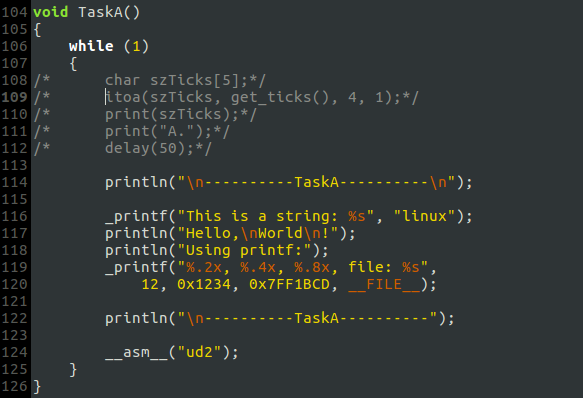 104 void TaskA()
105 {
106     while (1)
107     {
108 /*      char szTicks[5];*/
109 /*      itoa(szTicks, get_ticks(), 4, 1);*/
110 /*      print(szTicks);*/
111 /*      print("A.");*/
112 /*      delay(50);*/
113
114         println("\n----------TaskA----------\n");
115
116         _printf("This is a string: %s", "linux");
117         println("Hello,\nWorld\n!");
118         println("Using printf:");
119         _printf("%.2x, %.4x, %.8x, file: %s",
120             12, 0x1234, 0x7FF1BCD, __FILE__);
121
122         println("\n----------TaskA----------");
123
124         __asm__("ud2");
125     }
126 }